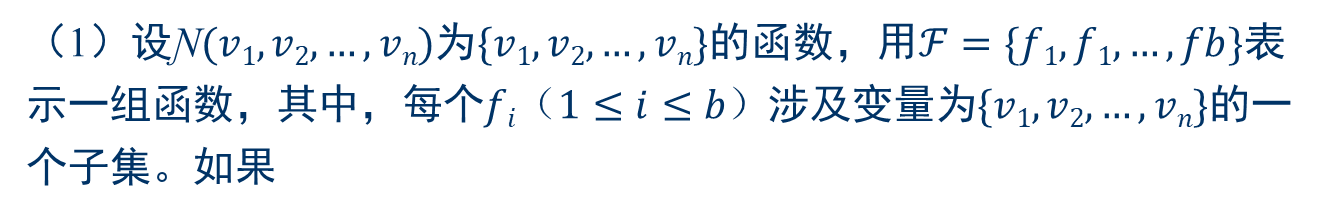 （1）设𝒩(v₁,v₂,…,vₙ)为{v₁,v₂,…,vₙ}的函数，用ℱ = {f₁,f₁,…,fb}表
示一组函数，其中，每个fᵢ（1 ≤ i ≤ b）涉及变量为{v₁,v₂,…,vₙ}的一
个子集。如果